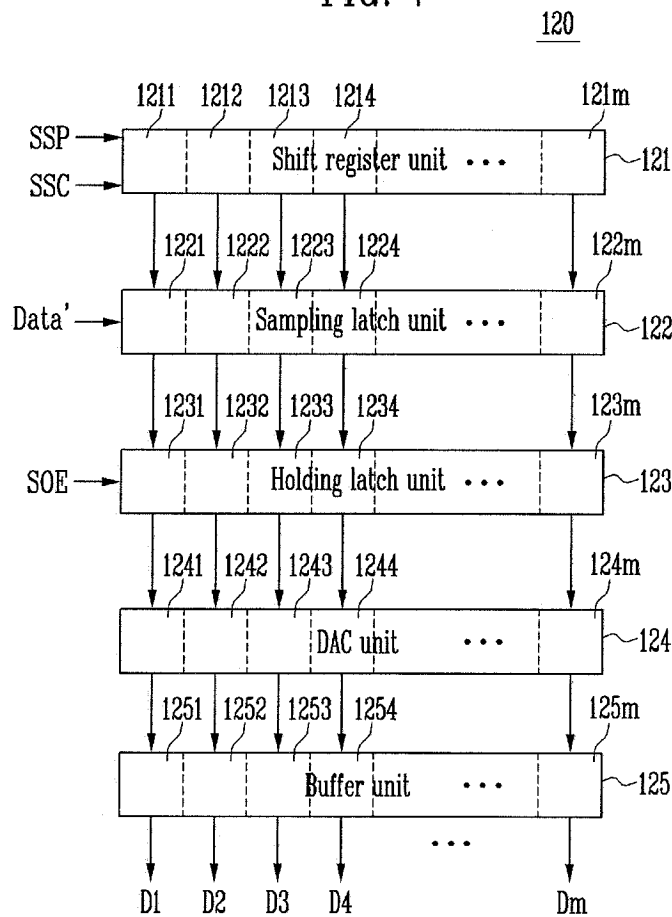 120
1211 1212 1213 1214 121m
SSP
Shift register unit ••• 121
SSC
1221 1222 1223 1224 122m
Data' Sampling latch unit ••• 122
1231 1232 1233 1234 123m
SOE Holding latch unit ••• 123
1241 1242 1243 1244 124m
DAC unit ••• 124
1251 1252 1253 1254 125m
Buffer unit ••• 125
•••
D1 D2 D3 D4 Dm